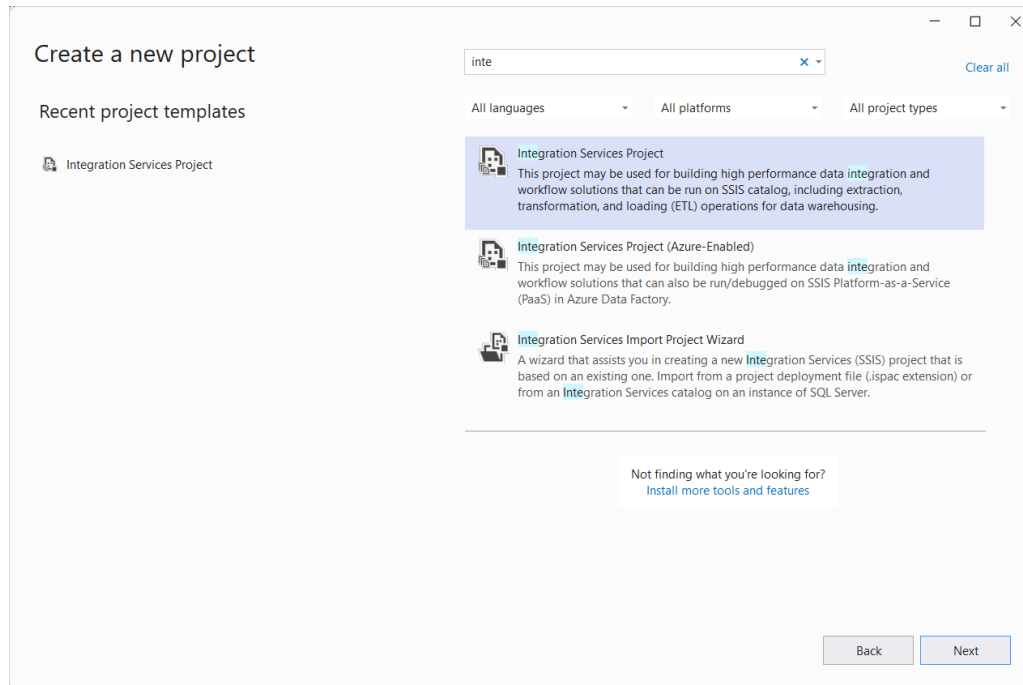 Create a new project
inte
Clear all
Recent project templates
All languages
All platforms
All project types
Integration Services Project
Integration Services Project
This project may be used for building high performance data integration and
workflow solutions that can be run on SSIS catalog, including extraction,
transformation, and loading (ETL) operations for data warehousing.
Integration Services Project (Azure-Enabled)
This project may be used for building high performance data integration and
workflow solutions that can also be run/debugged on SSIS Platform-as-a-Service
(PaaS) in Azure Data Factory.
Integration Services Import Project Wizard
A wizard that assists you in creating a new Integration Services (SSIS) project that is
based on an existing one. Import from a project deployment file (.ispac extension) or
from an Integration Services catalog on an instance of SQL Server.
Not finding what you're looking for?
Install more tools and features
Back
Next